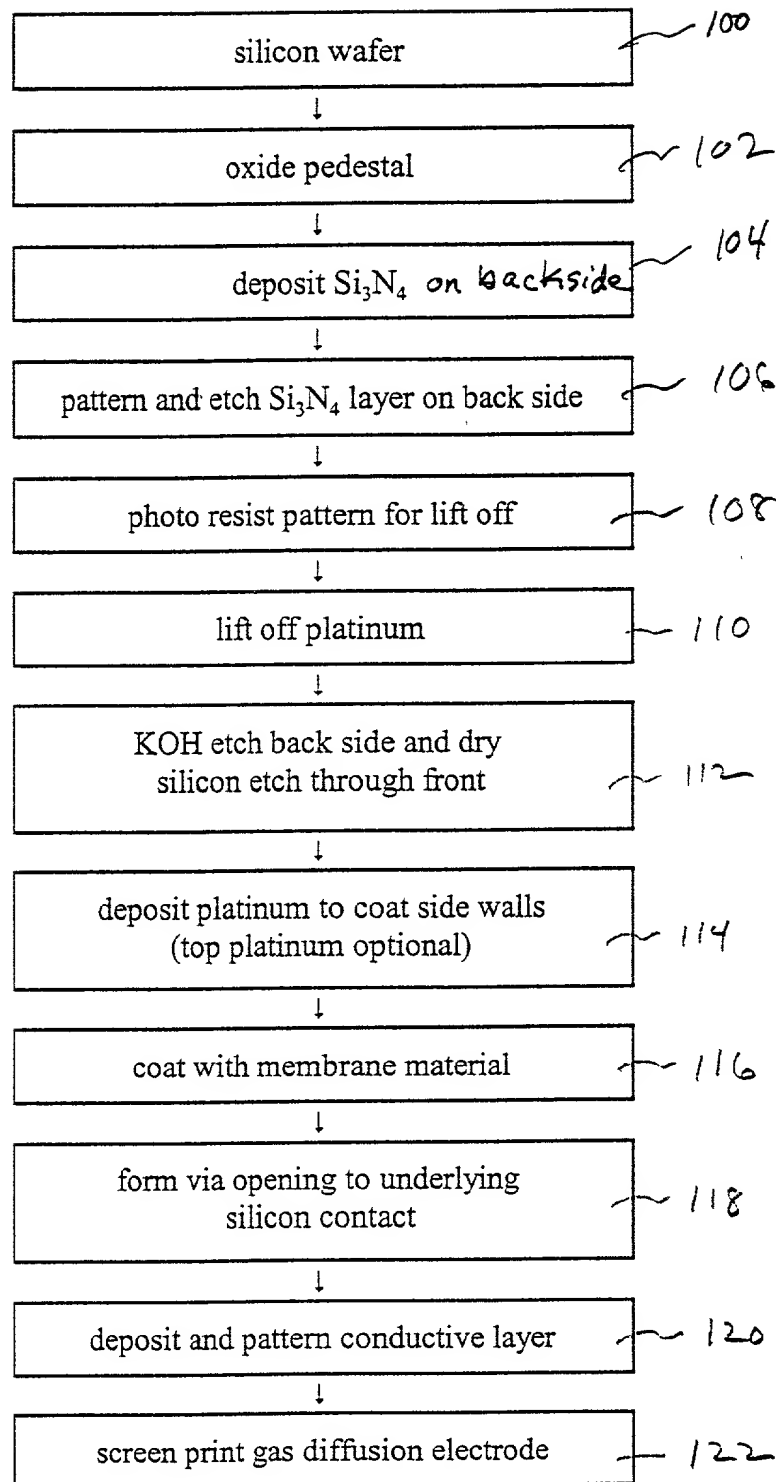 silicon wafer 100
oxide pedestal 102
deposit Si₃N₄ on backside 104
pattern and etch Si₃N₄ layer on back side 106
photo resist pattern for lift off 108
lift off platinum 110
KOH etch back side and dry
silicon etch through front 112
deposit platinum to coat side walls
(top platinum optional) 114
coat with membrane material 116
form via opening to underlying
silicon contact 118
deposit and pattern conductive layer 120
screen print gas diffusion electrode 122